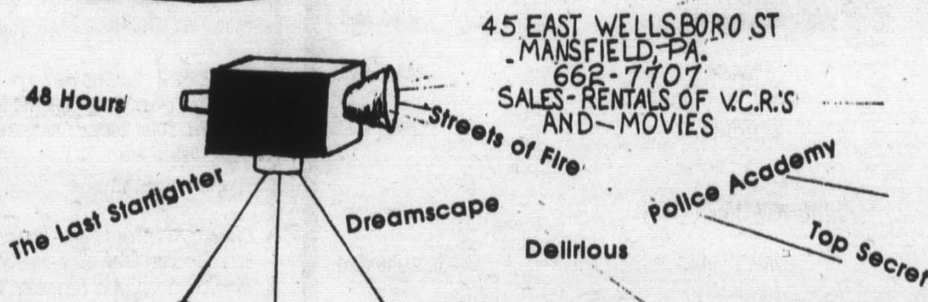 45 EAST WELLSBORO ST
MANSFIELD, PA.
662-7707
SALES-RENTALS OF V.C.R.'S
AND-MOVIES
48 Hours
Streets of Fire
Police Academy
The Last Starfighter
Dreamscape
Delirious
Top Secret